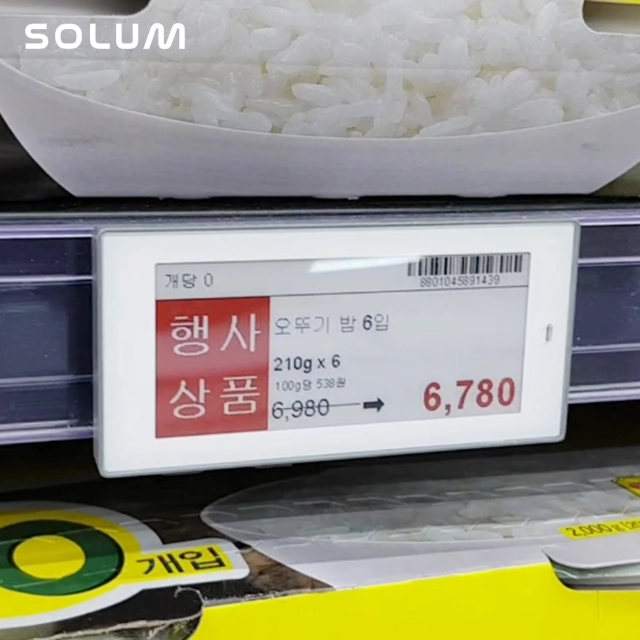 SOLUM
개당 0
8801045891439
행사
상품
오뚜기 밥 6입
210g x 6
100g당 538원
6,980 → 6,780
개입